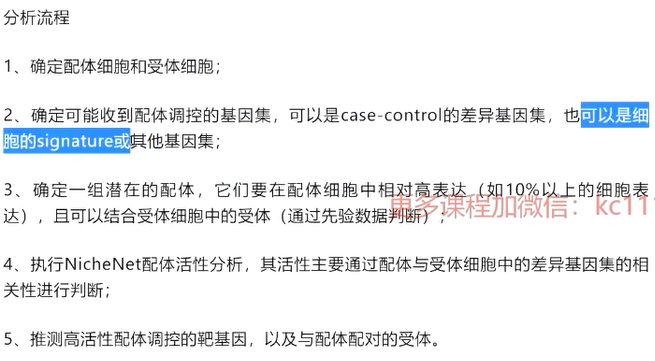 分析流程
1、确定配体细胞和受体细胞；
2、确定可能收到配体调控的基因集，可以是case-control的差异基因集，也可以是细
胞的signature或其他基因集；
3、确定一组潜在的配体，它们要在配体细胞中相对高表达（如10%以上的细胞表
达），且可以结合受体细胞中的受体（通过先验数据判断）；
更多课程加微信：kc11
4、执行NicheNet配体活性分析，其活性主要通过配体与受体细胞中的差异基因集的相
关性进行判断；
5、推测高活性配体调控的靶基因，以及与配体配对的受体。